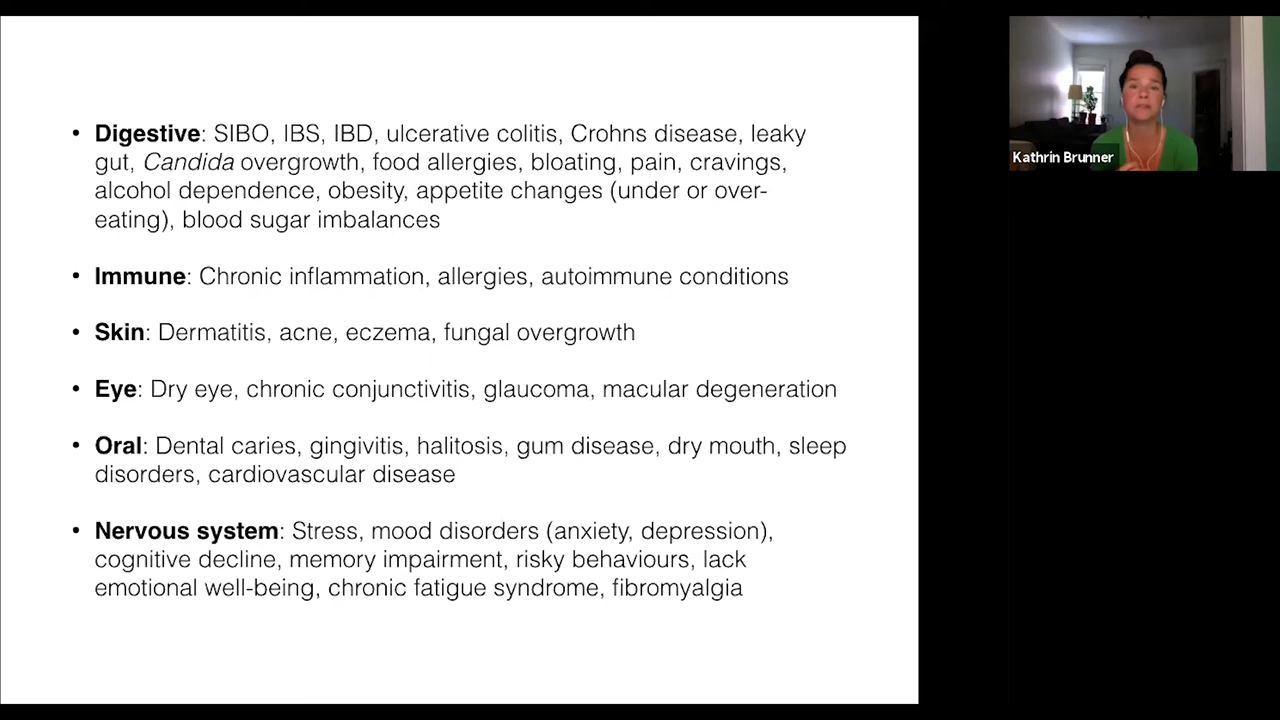 • Digestive: SIBO, IBS, IBD, ulcerative colitis, Crohns disease, leaky
gut, Candida overgrowth, food allergies, bloating, pain, cravings,
alcohol dependence, obesity, appetite changes (under or over-
eating), blood sugar imbalances
• Immune: Chronic inflammation, allergies, autoimmune conditions
• Skin: Dermatitis, acne, eczema, fungal overgrowth
• Eye: Dry eye, chronic conjunctivitis, glaucoma, macular degeneration
• Oral: Dental caries, gingivitis, halitosis, gum disease, dry mouth, sleep
disorders, cardiovascular disease
• Nervous system: Stress, mood disorders (anxiety, depression),
cognitive decline, memory impairment, risky behaviours, lack
emotional well-being, chronic fatigue syndrome, fibromyalgia
Kathrin Brunner